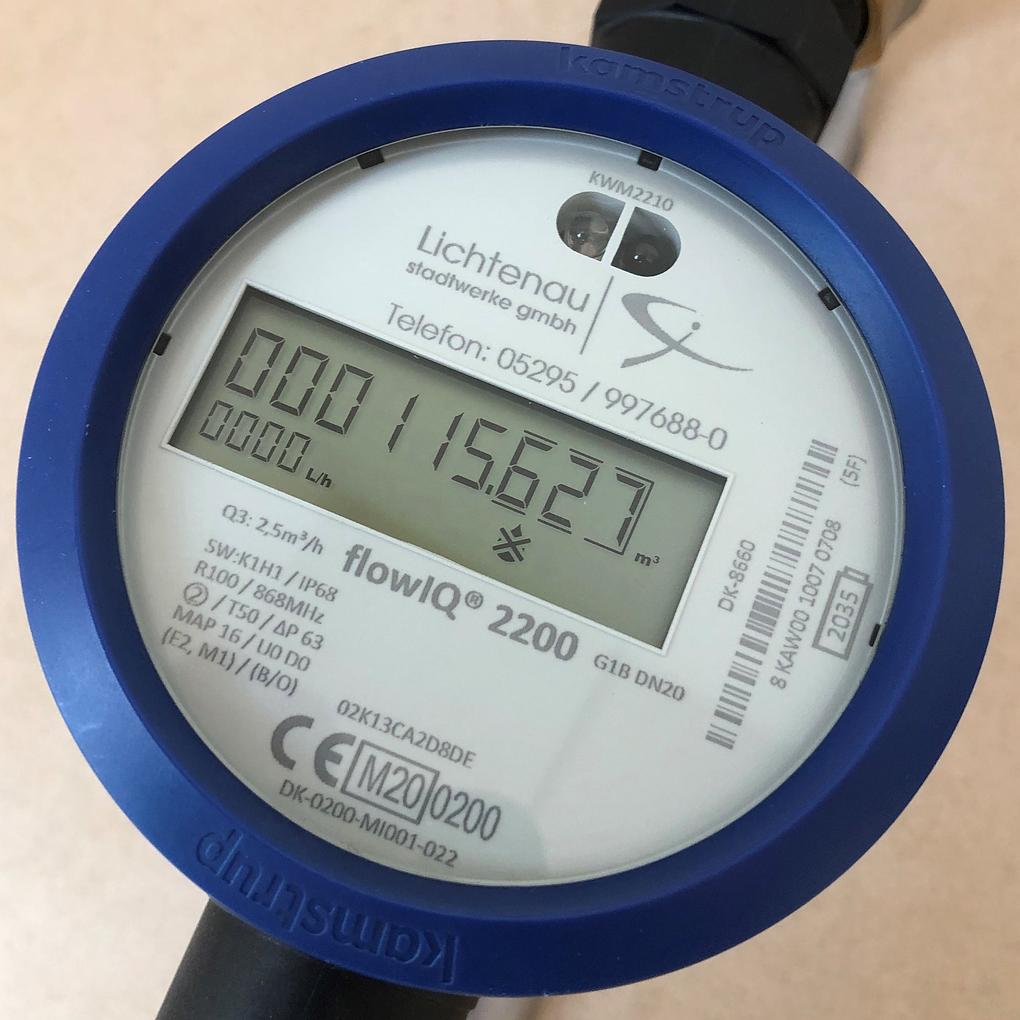 kamstrup
KWM2210
Lichtenau
stadtwerke gmbh
Telefon: 05295 / 997688-0
000115.627 m³
0000 L/h
Q3: 2,5m³/h
flowIQ® 2200
G1B DN20
SW:K1H1 / IP68
R100 / 868MHz
② / T50 / ΔP 63
MAP 16 / U0 D0
(E2, M1) / (B/O)
02K13CA2D8DE
CE M20 0200
DK-0200-MI001-022
DK-8660
8 KAW00 1007 0708
(5F)
2035
kamstrup